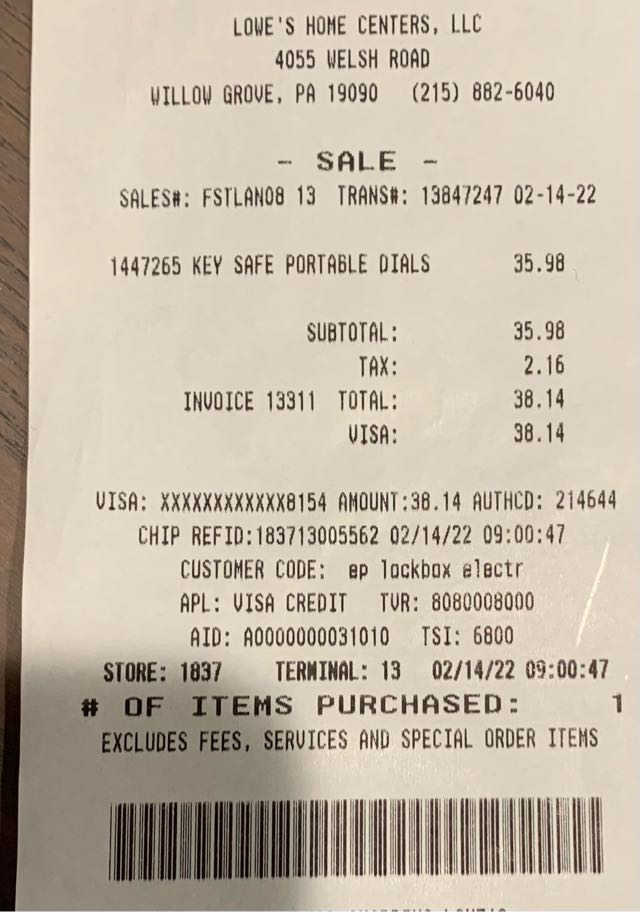 LOWE'S HOME CENTERS, LLC
4055 WELSH ROAD
WILLOW GROVE, PA 19090 (215) 882-6040
- SALE -
SALES#: FSTLAN08 13 TRANS#: 13847247 02-14-22
1447265 KEY SAFE PORTABLE DIALS 35.98
SUBTOTAL: 35.98
TAX: 2.16
INVOICE 13311 TOTAL: 38.14
VISA: 38.14
VISA: XXXXXXXXXXXX8154 AMOUNT:38.14 AUTHCD: 214644
CHIP REFID:183713005562 02/14/22 09:00:47
CUSTOMER CODE: ep lockbox electr
APL: VISA CREDIT TVR: 8080008000
AID: A0000000031010 TSI: 6800
STORE: 1837 TERMINAL: 13 02/14/22 09:00:47
# OF ITEMS PURCHASED: 1
EXCLUDES FEES, SERVICES AND SPECIAL ORDER ITEMS